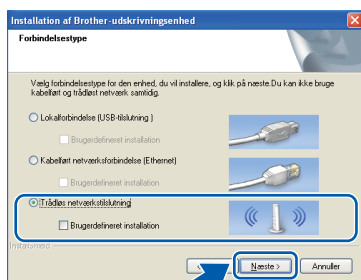 Installation af Brother-udskrivningsenhed
Forbindelsestype
Vælg forbindelsestype for den enhed, du vil installere, og klik på næste.Du kan ikke bruge
kabelført og trådløst netværk samtidig.
Lokalforbindelse (USB-tilslutning )
Brugerdefineret installation
Kabelført netværksforbindelse (Ethernet)
Brugerdefineret installation
Trådløs netværkstilslutning
Brugerdefineret installation
InstallShield
<
Næste >
Annuller